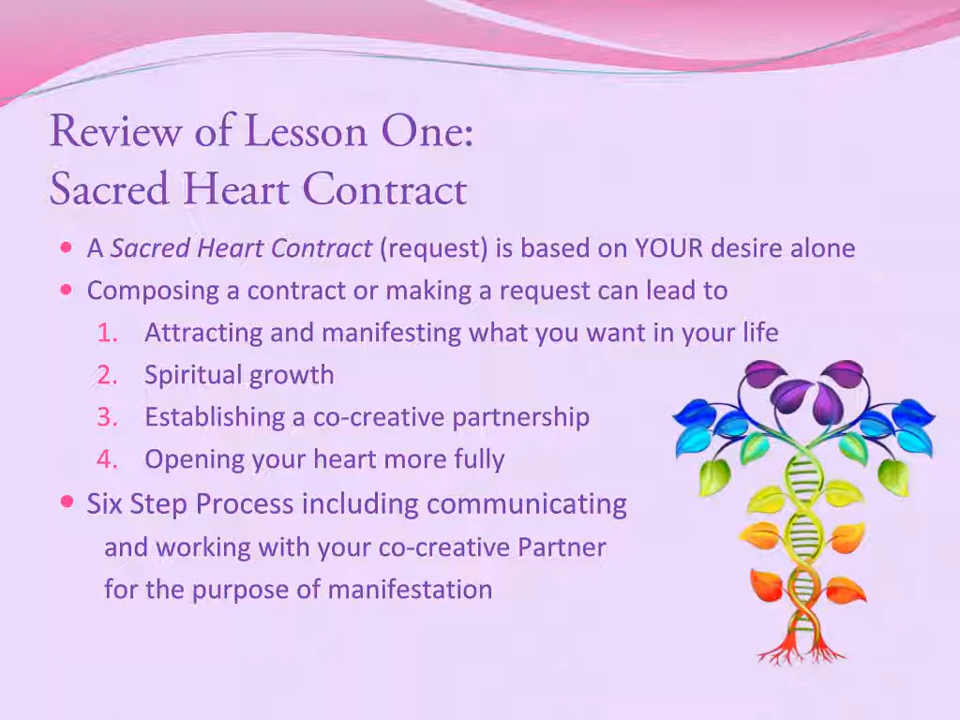 Review of Lesson One:
Sacred Heart Contract
• A Sacred Heart Contract (request) is based on YOUR desire alone
• Composing a contract or making a request can lead to
1. Attracting and manifesting what you want in your life
2. Spiritual growth
3. Establishing a co-creative partnership
4. Opening your heart more fully
• Six Step Process including communicating
and working with your co-creative Partner
for the purpose of manifestation